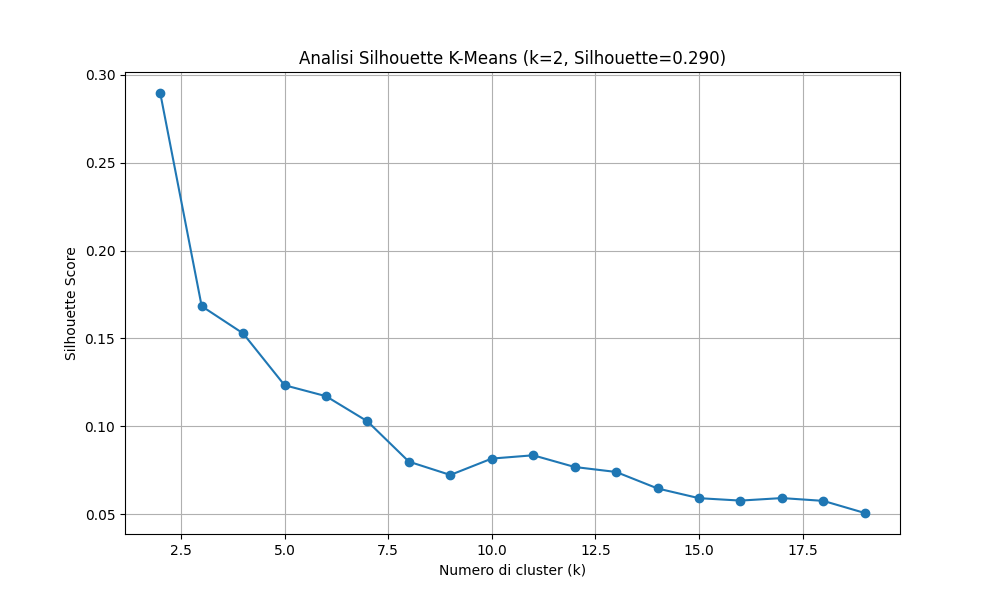 Analisi Silhouette K-Means (k=2, Silhouette=0.290)
0.30
0.25
0.20
0.15
0.10
0.05
Silhouette Score
2.5 5.0 7.5 10.0 12.5 15.0 17.5
Numero di cluster (k)